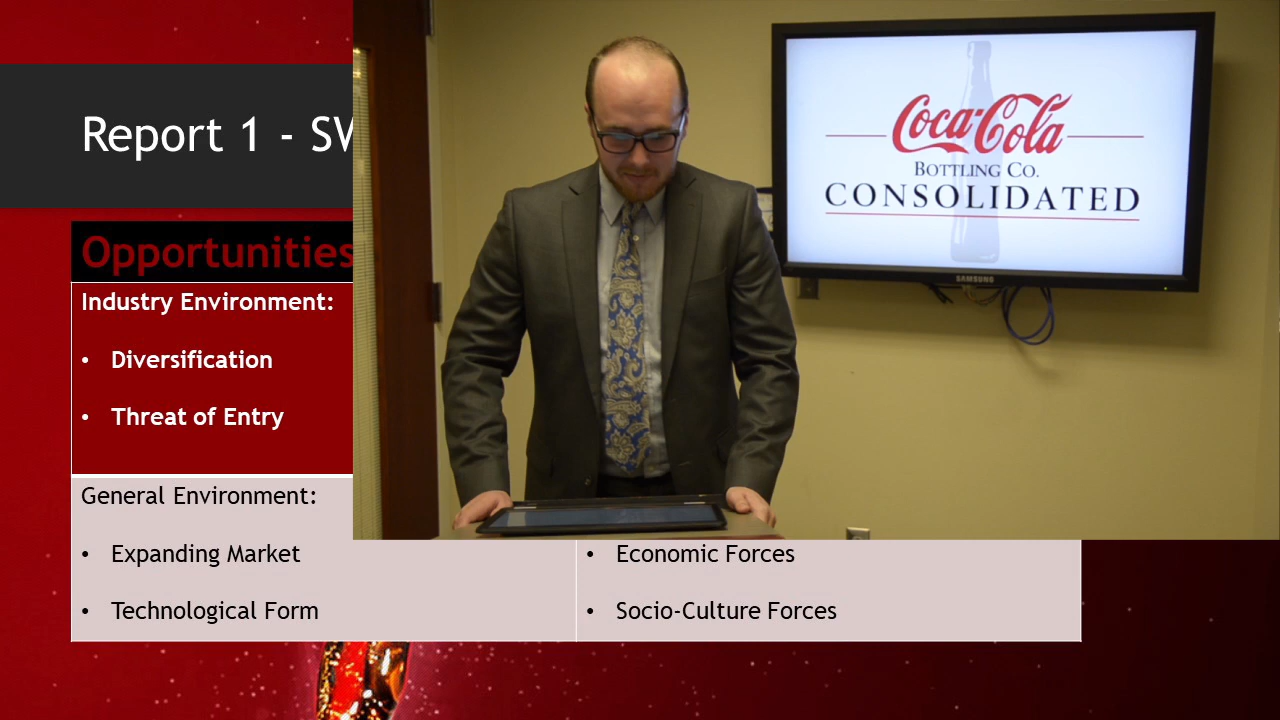 Report 1 - SW
Opportunities
Industry Environment:
• Diversification
• Threat of Entry
General Environment:
• Expanding Market
• Technological Form
• Economic Forces
• Socio-Culture Forces
Coca-Cola
BOTTLING CO.
CONSOLIDATED
SAMSUNG